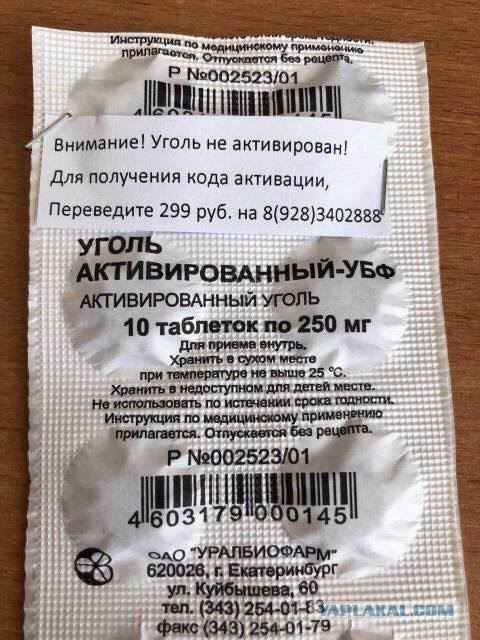 Инструкция по медицинскому применению
прилагается. Отпускается без рецепта.
Р №002523/01
Внимание! Уголь не активирован!
Для получения кода активации,
Переведите 299 руб. на 8(928)3402888
УГОЛЬ
АКТИВИРОВАННЫЙ-УБФ
АКТИВИРОВАННЫЙ УГОЛЬ
10 таблеток по 250 мг
Для приема внутрь.
Хранить в сухом месте
при температуре не выше 25 °С.
Хранить в недоступном для детей месте.
Не использовать по истечении срока годности.
Инструкция по медицинскому применению
прилагается. Отпускается без рецепта.
Р №002523/01
4 603179 000145
ОАО "УРАЛБИОФАРМ"
620026, г. Екатеринбург
ул. Куйбышева, 60
тел. (343) 254-01-83
факс (343) 254-01-79
YAPLAKAL.COM